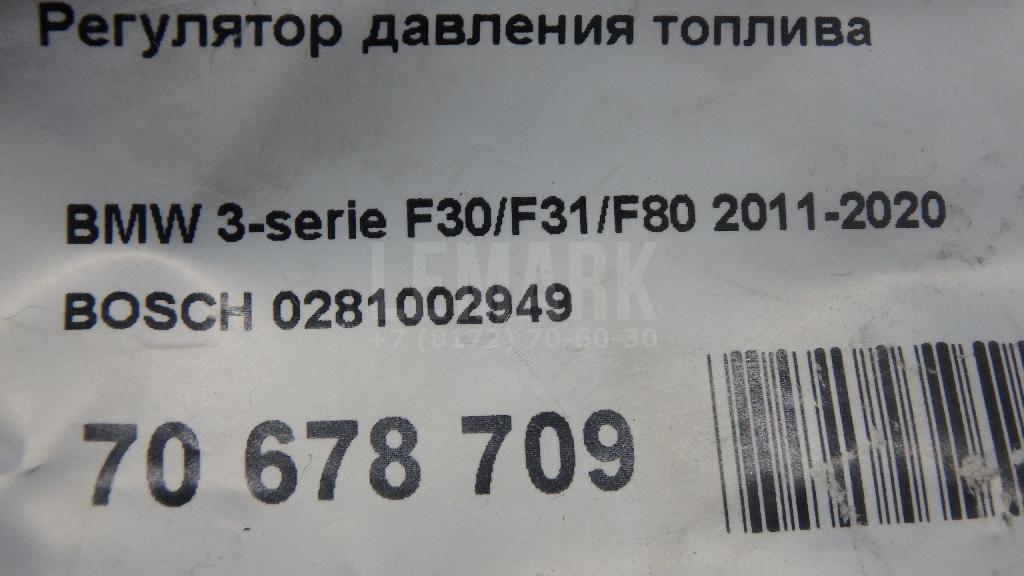 Регулятор давления топлива
BMW 3-serie F30/F31/F80 2011-2020
LEMARK
BOSCH 0281002949
+7 (8172) 70-60-30
70 678 709